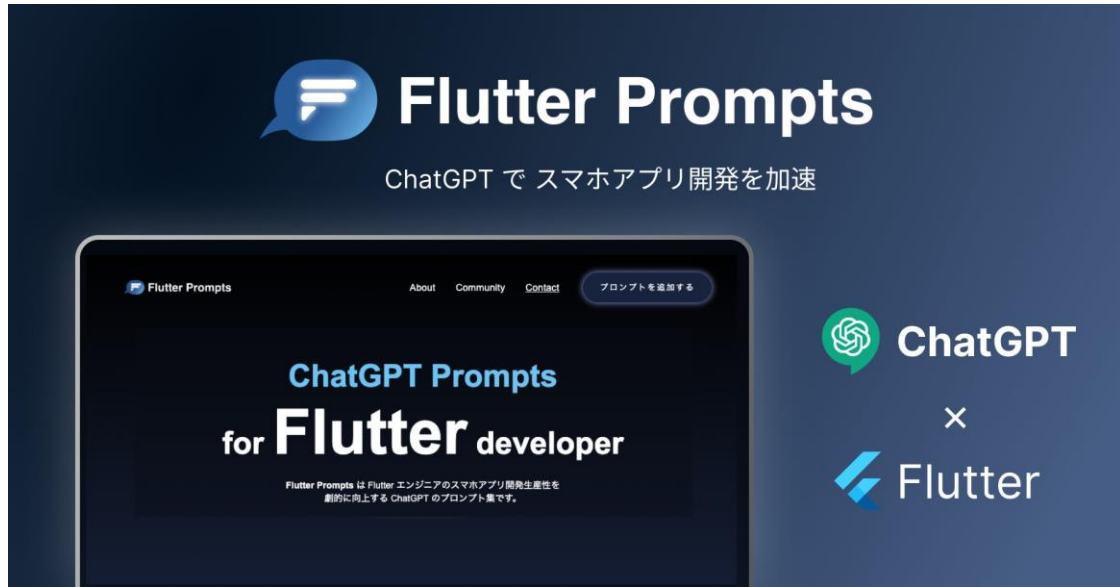 Flutter Prompts
ChatGPT で スマホアプリ開発を加速
Flutter Prompts
About Community Contact プロンプトを追加する
ChatGPT Prompts
for Flutter developer
Flutter Prompts は Flutter エンジニアのスマホアプリ開発生産性を
劇的に向上する ChatGPT のプロンプト集です。
ChatGPT
×
Flutter